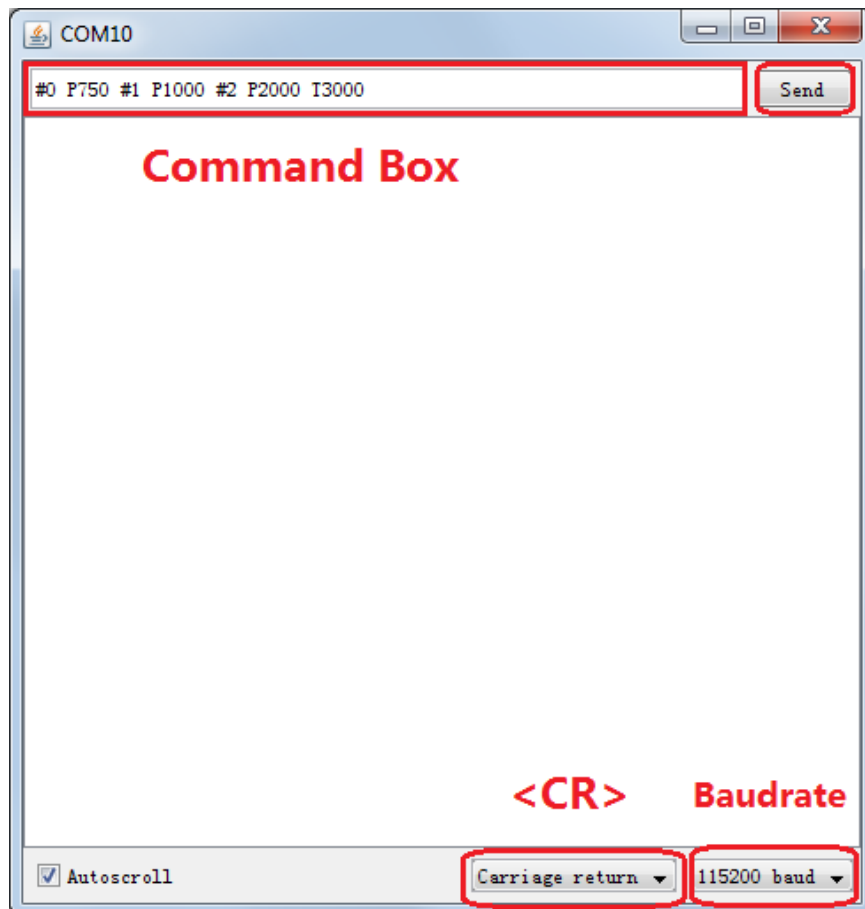 COM10
#0 P750 #1 P1000 #2 P2000 T3000
Send
Command Box
<CR>
Baudrate
Autoscroll
Carriage return
115200 baud